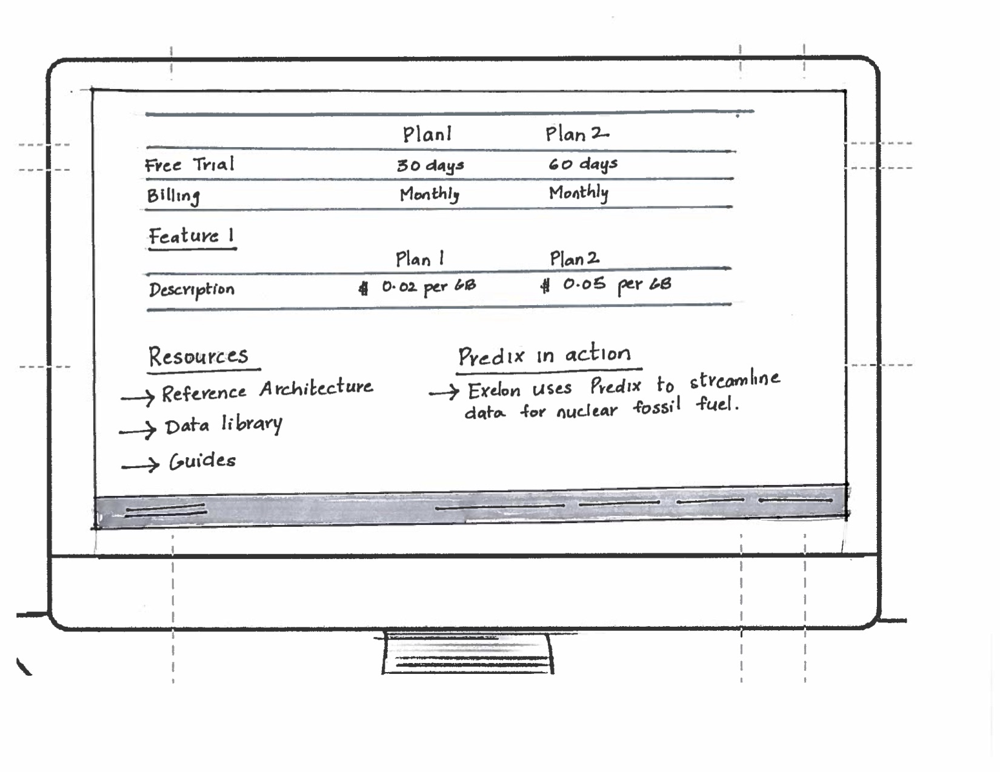 Plan 1 Plan 2
Free Trial 30 days 60 days
Billing Monthly Monthly
Feature 1
Plan 1 Plan 2
Description $ 0.02 per GB $ 0.05 per GB
Resources
→ Reference Architecture
→ Data library
→ Guides
Predix in action
→ Exelon uses Predix to streamline
data for nuclear fossil fuel.